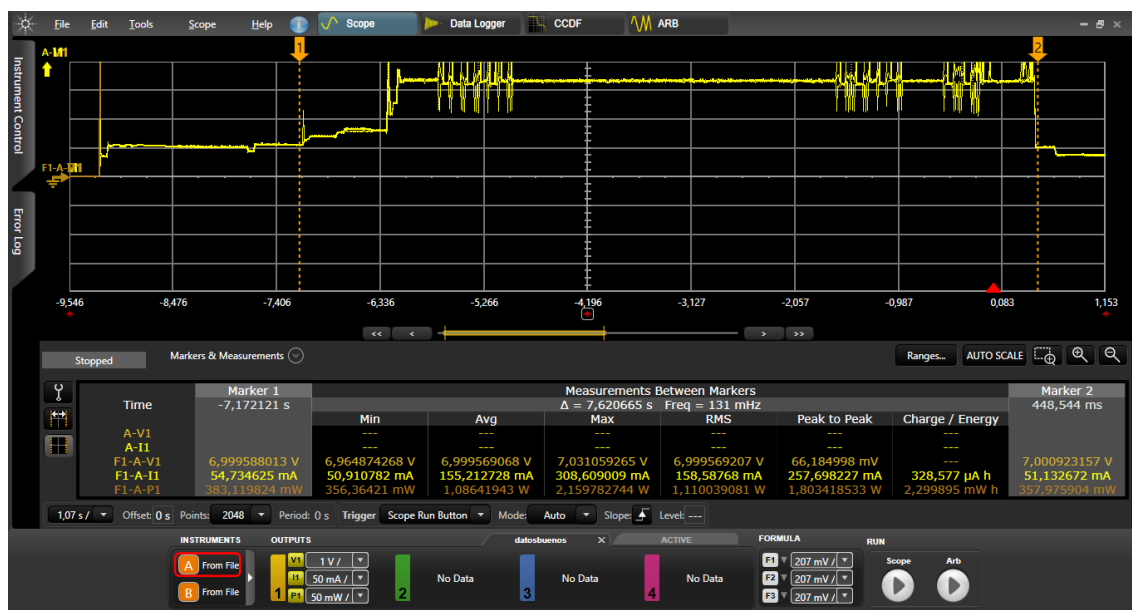 File Edit Tools Scope Help Scope Data Logger CCDF ARB
Instrument Control
Error Log
1 2
F1-A-
-9,546 -8,476 -7,406 -6,336 -5,266 -4,196 -3,127 -2,057 -0,987 0,083 1,153
<< < > >>
Stopped Markers & Measurements Ranges... AUTO SCALE
Marker 1 Measurements Between Markers Marker 2
Time -7,172121 s Δ = 7,620665 s Freq = 131 mHz 448,544 ms
Min Avg Max RMS Peak to Peak Charge / Energy
A-V1 --- --- --- --- --- ---
A-I1 --- --- --- --- --- ---
F1-A-V1 6,999588013 V 6,964874268 V 6,999569068 V 7,031059265 V 6,999569207 V 66,184998 mV --- 7,000923157 V
F1-A-I1 54,734625 mA 50,910782 mA 155,212728 mA 308,609009 mA 158,58768 mA 257,698227 mA 328,577 µA h 51,132672 mA
F1-A-P1 383,119824 mW 356,36421 mW 1,08641943 W 2,159782744 W 1,110039081 W 1,803418533 W 2,299895 mW h 357,975904 mW
1,07 s / Offset: 0 s Points: 2048 Period: 0 s Trigger Scope Run Button Mode: Auto Slope: Level: ---
INSTRUMENTS OUTPUTS datosbuenos X ACTIVE FORMULA RUN
A From File V1 1 V / No Data No Data No Data F1 207 mV / Scope Arb
I1 50 mA / F2 207 mV /
B From File 1 P1 50 mW / 2 3 4 F3 207 mV /